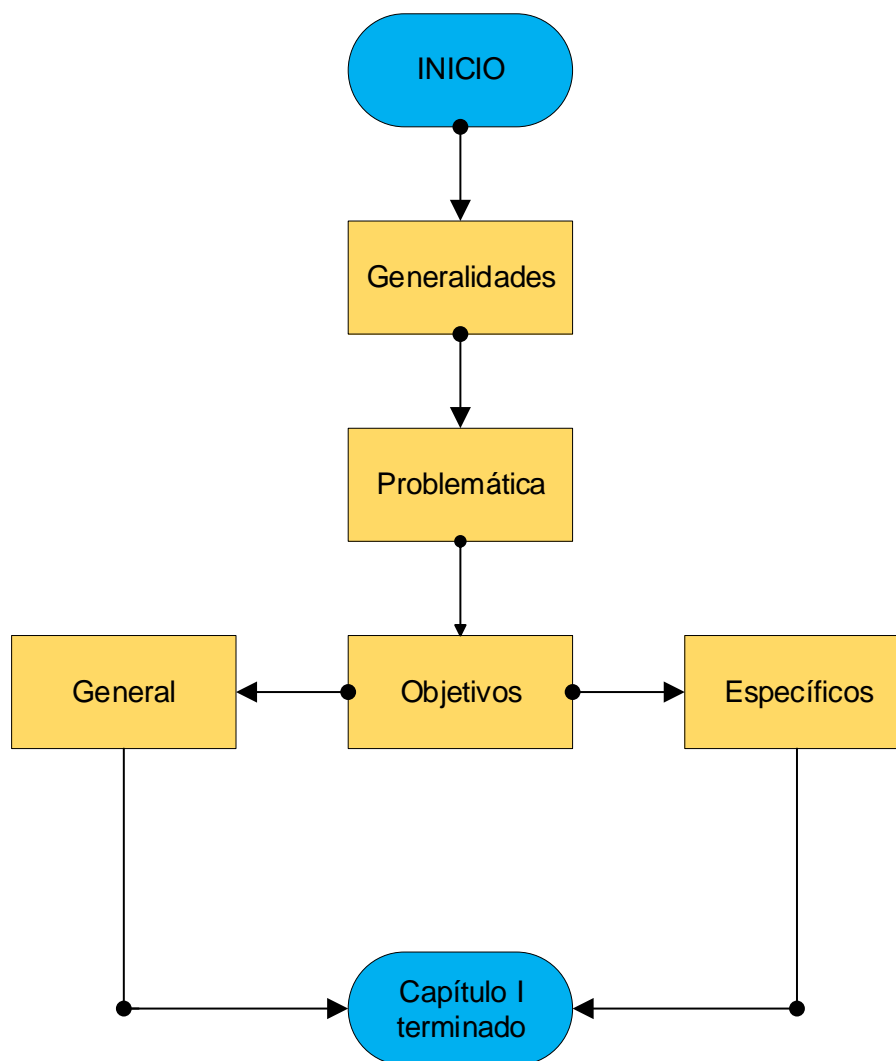 INICIO
Generalidades
Problemática
General
Objetivos
Específicos
Capítulo I
terminado